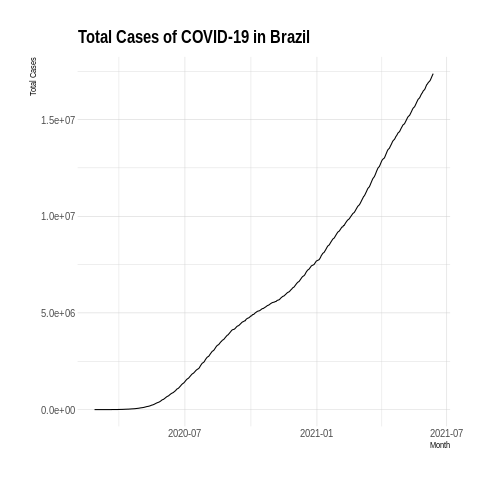 Total Cases of COVID-19 in Brazil
Total Cases
1.5e+07
1.0e+07
5.0e+06
0.0e+00
2020-07
2021-01
2021-07
Month